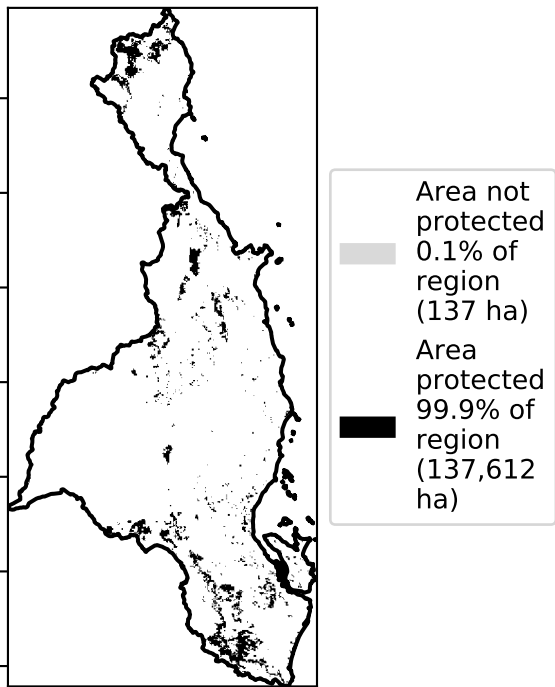 Area not
protected
0.1% of
region
(137 ha)
Area
protected
99.9% of
region
(137,612
ha)